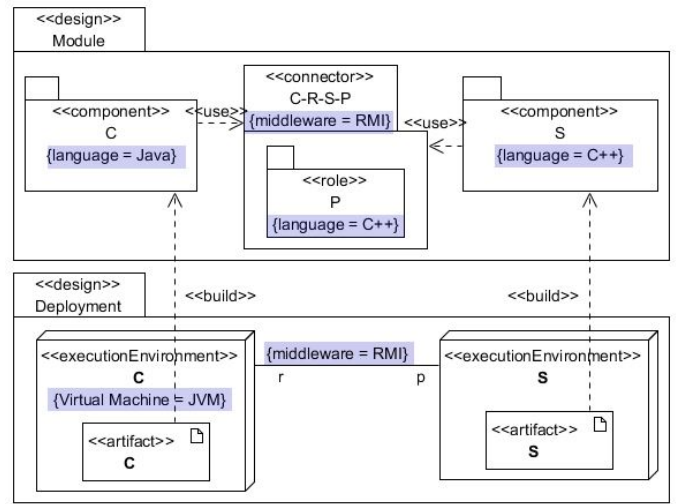 <<design>>
Module
<<connector>>
C-R-S-P
{middleware = RMI}
<<component>>
C
{language = Java}
<<use>>
<<use>>
<<component>>
S
{language = C++}
<<role>>
P
{language = C++}
<<design>>
Deployment
<<build>>
<<build>>
<<executionEnvironment>>
C
{Virtual Machine = JVM}
<<artifact>>
C
{middleware = RMI}
r
p
<<executionEnvironment>>
S
<<artifact>>
S